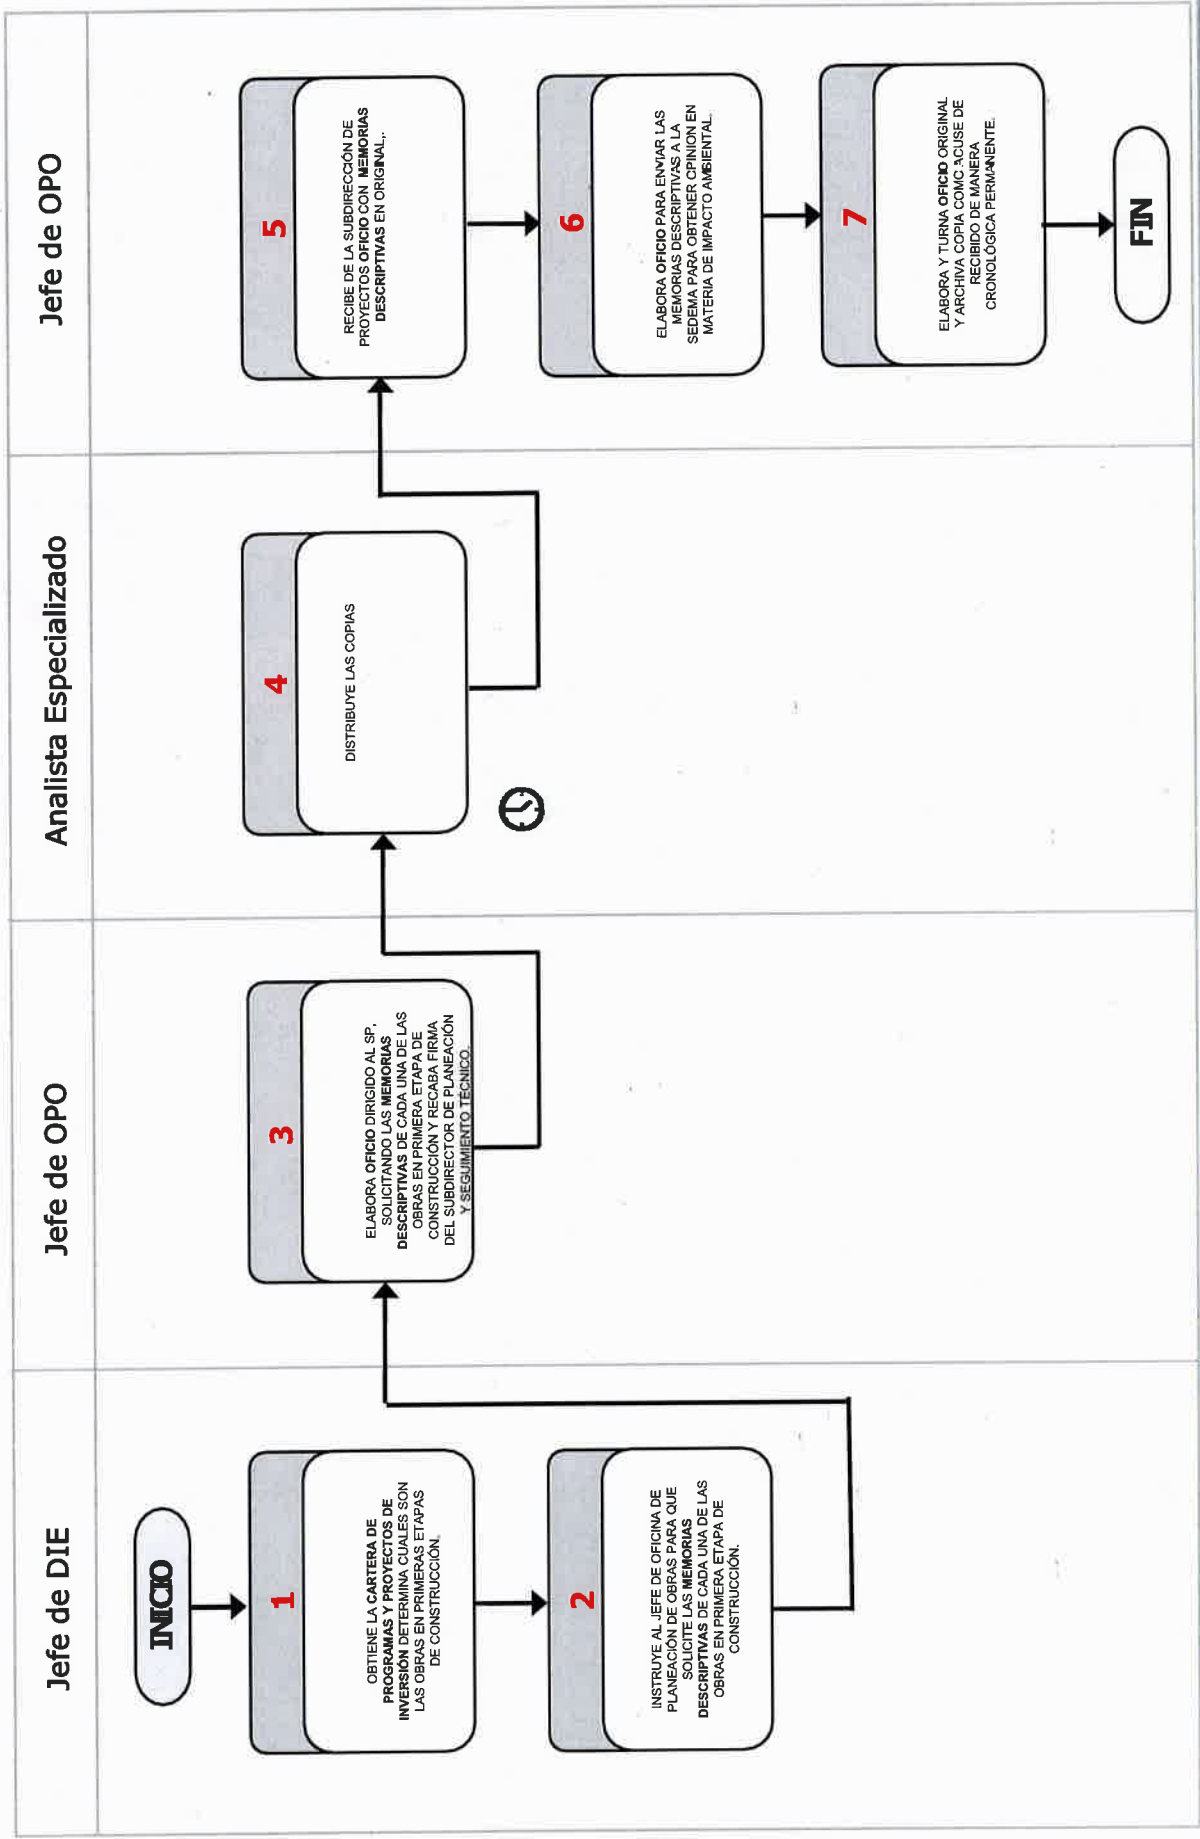 Jefe de DIE
Jefe de OPO
Analista Especializado
Jefe de OPO
INICIO
1
OBTIENE LA CARTERA DE
PROGRAMAS Y PROYECTOS DE
INVERSIÓN DETERMINA CUALES SON
LAS OBRAS EN PRIMERAS ETAPAS
DE CONSTRUCCIÓN.
2
INSTRUYE AL JEFE DE OFICINA DE
PLANEACIÓN DE OBRAS PARA QUE
SOLICITE LAS MEMORIAS
DESCRIPTIVAS DE CADA UNA DE LAS
OBRAS EN PRIMERA ETAPA DE
CONSTRUCCIÓN.
3
ELABORA OFICIO DIRIGIDO AL SP,
SOLICITANDO LAS MEMORIAS
DESCRIPTIVAS DE CADA UNA DE LAS
OBRAS EN PRIMERA ETAPA DE
CONSTRUCCIÓN Y RECABA FIRMA
DEL SUBDIRECTOR DE PLANEACIÓN
Y SEGUIMIENTO TÉCNICO.
4
DISTRIBUYE LAS COPIAS
5
RECIBE DE LA SUBDIRECCIÓN DE
PROYECTOS OFICIO CON MEMORIAS
DESCRIPTIVAS EN ORIGINAL,.
6
ELABORA OFICIO PARA ENVIAR LAS
MEMORIAS DESCRIPTIVAS A LA
SEDEMA PARA OBTENER OPINION EN
MATERIA DE IMPACTO AMBIENTAL.
7
ELABORA Y TURNA OFICIO ORIGINAL
Y ARCHIVA COPIA COMO ACUSE DE
RECIBIDO DE MANERA
CRONOLÓGICA PERMANENTE.
FIN